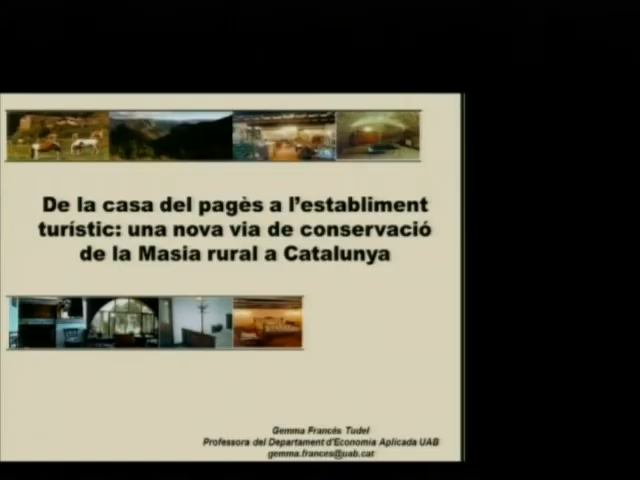 De la casa del pagès a l'establiment
turístic: una nova via de conservació
de la Masia rural a Catalunya
Gemma Francés Tudel
Professora del Departament d'Economia Aplicada UAB
gemma.frances@uab.cat